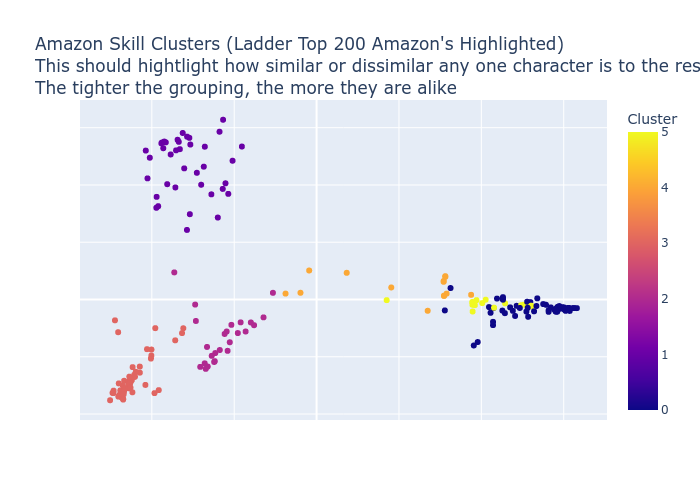 Amazon Skill Clusters (Ladder Top 200 Amazon's Highlighted)
This should hightlight how similar or dissimilar any one character is to the res
The tighter the grouping, the more they are alike
Cluster
5
4
3
2
1
0